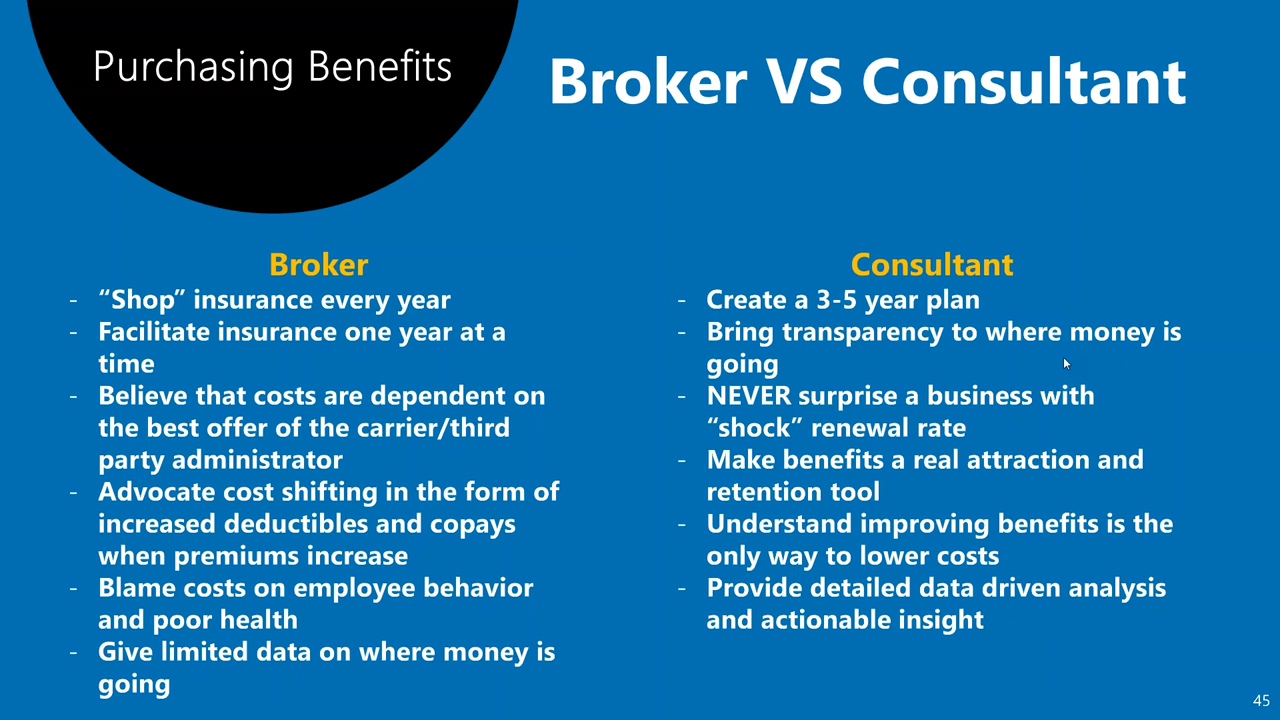 Purchasing Benefits
Broker VS Consultant
Broker
- “Shop” insurance every year
- Facilitate insurance one year at a
time
- Believe that costs are dependent on
the best offer of the carrier/third
party administrator
- Advocate cost shifting in the form of
increased deductibles and copays
when premiums increase
- Blame costs on employee behavior
and poor health
- Give limited data on where money is
going
Consultant
- Create a 3-5 year plan
- Bring transparency to where money is
going
- NEVER surprise a business with
“shock” renewal rate
- Make benefits a real attraction and
retention tool
- Understand improving benefits is the
only way to lower costs
- Provide detailed data driven analysis
and actionable insight
45